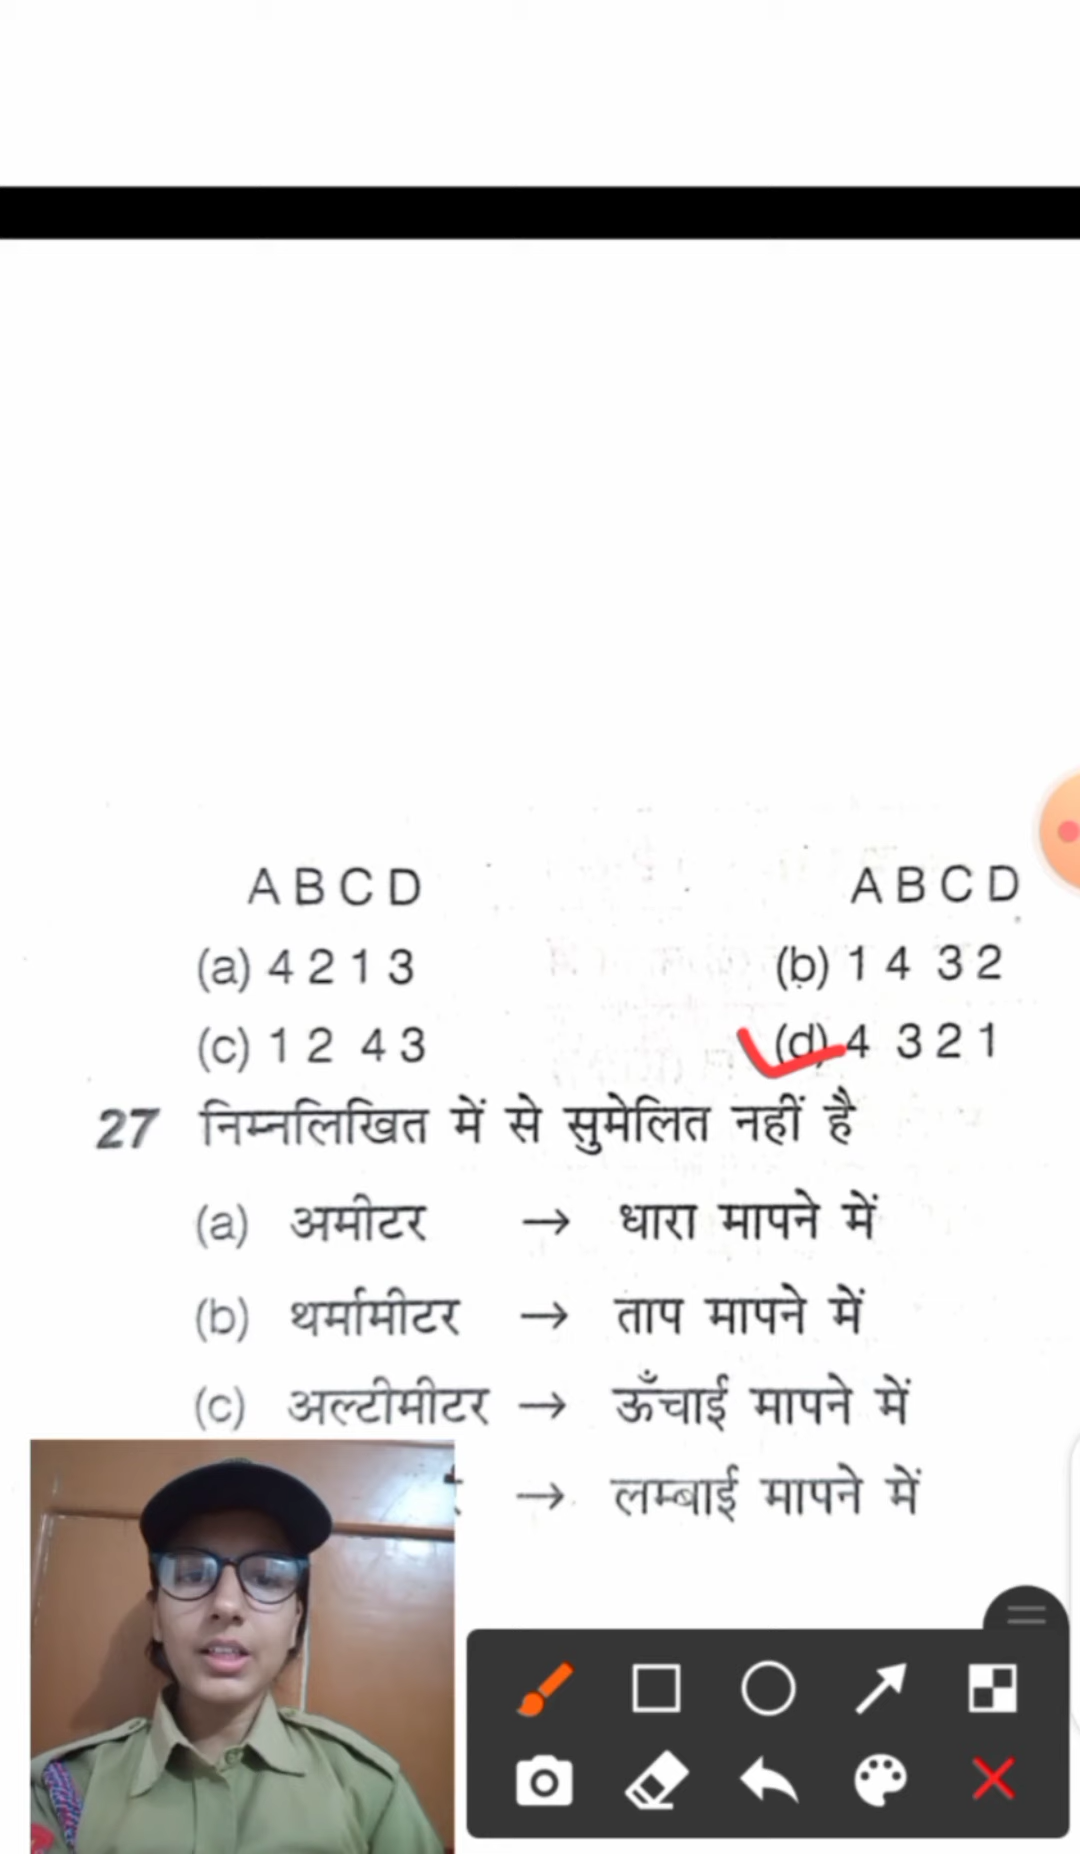 A B C D
A B C D
(a) 4 2 1 3
(b) 1 4 3 2
(c) 1 2 4 3
(d) 4 3 2 1
27 निम्नलिखित में से सुमेलित नहीं है
(a) अमीटर → धारा मापने में
(b) थर्मामीटर → ताप मापने में
(c) अल्टीमीटर → ऊँचाई मापने में
→ लम्बाई मापने में